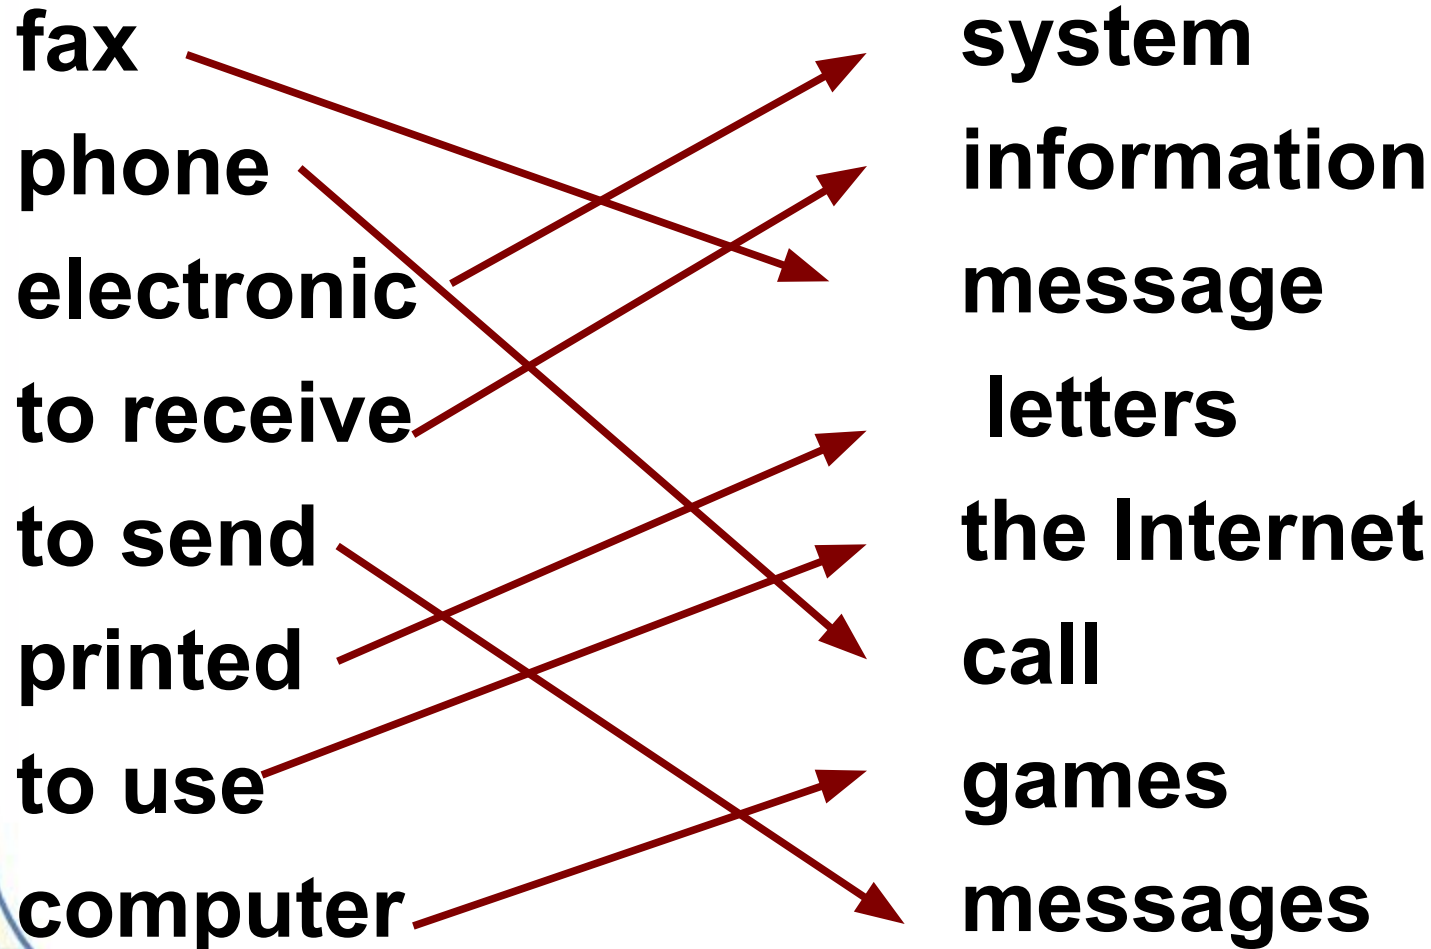 fax system
phone information
electronic message
to receive letters
to send the Internet
printed call
to use games
computer messages